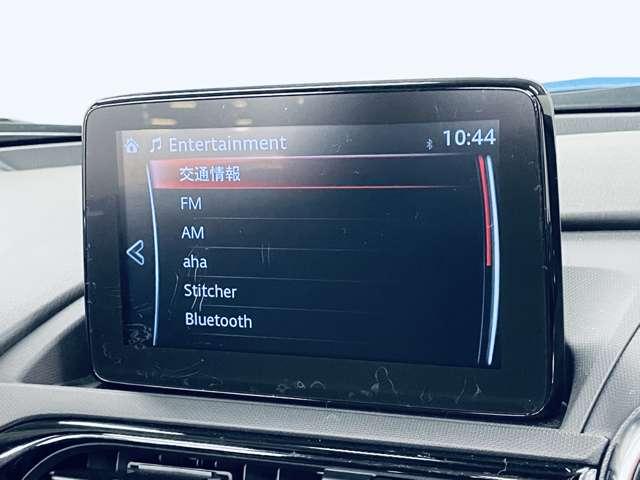 Entertainment 10:44
交通情報
FM
AM
aha
Stitcher
Bluetooth